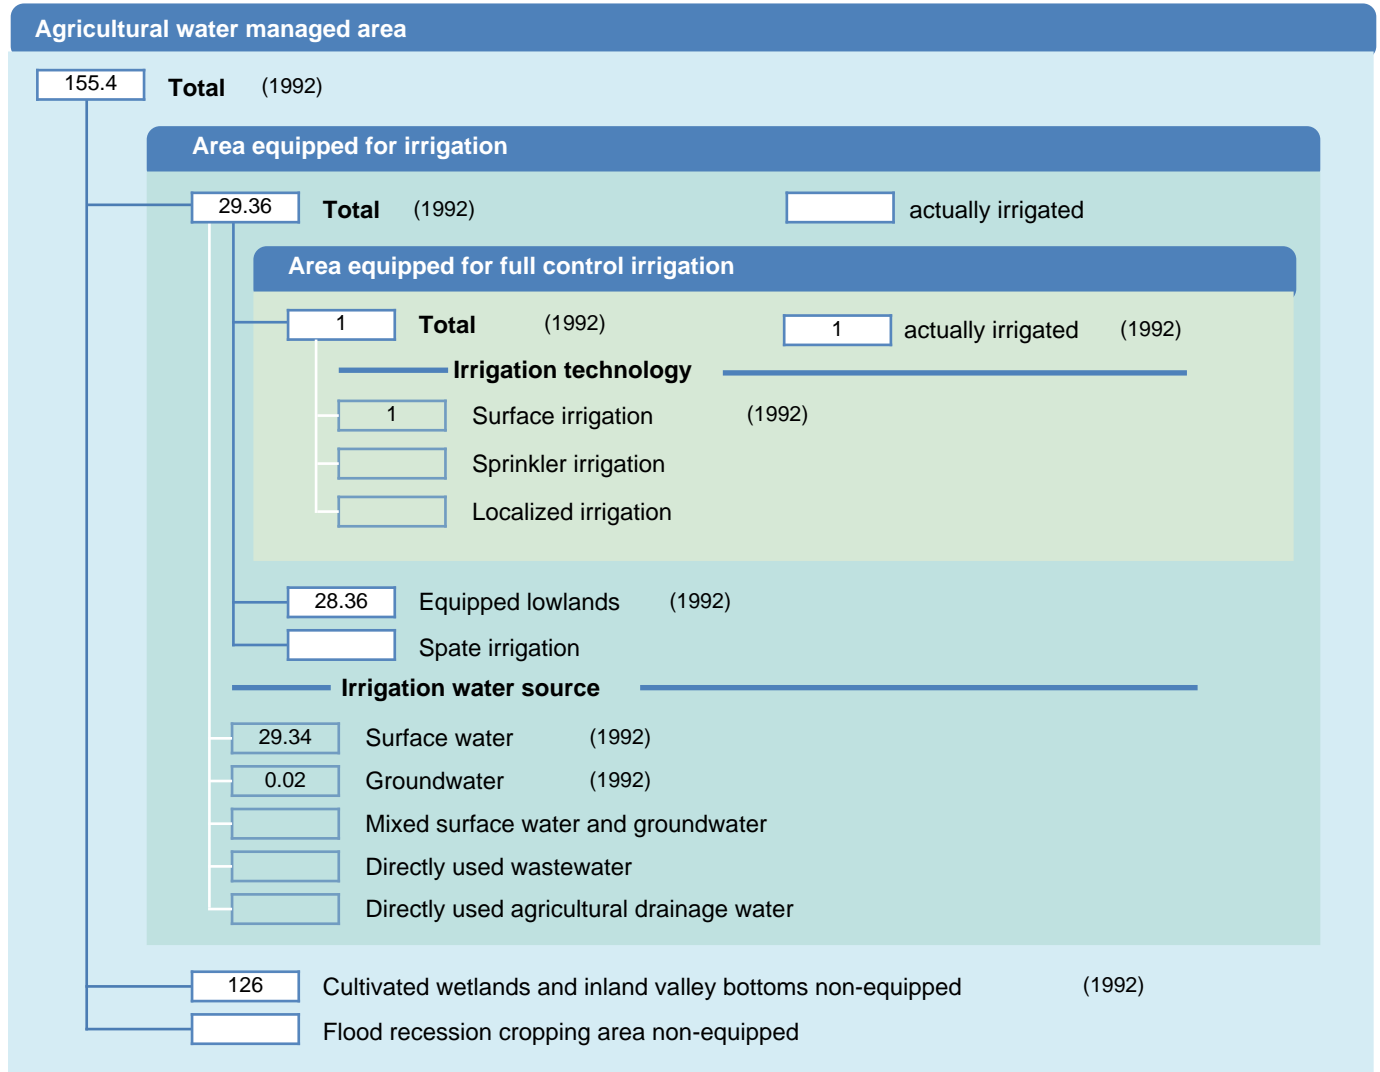 Agricultural water managed area
155.4 Total (1992)
Area equipped for irrigation
29.36 Total (1992) actually irrigated
Area equipped for full control irrigation
1 Total (1992) 1 actually irrigated (1992)
Irrigation technology
1 Surface irrigation (1992)
Sprinkler irrigation
Localized irrigation
28.36 Equipped lowlands (1992)
Spate irrigation
Irrigation water source
29.34 Surface water (1992)
0.02 Groundwater (1992)
Mixed surface water and groundwater
Directly used wastewater
Directly used agricultural drainage water
126 Cultivated wetlands and inland valley bottoms non-equipped (1992)
Flood recession cropping area non-equipped